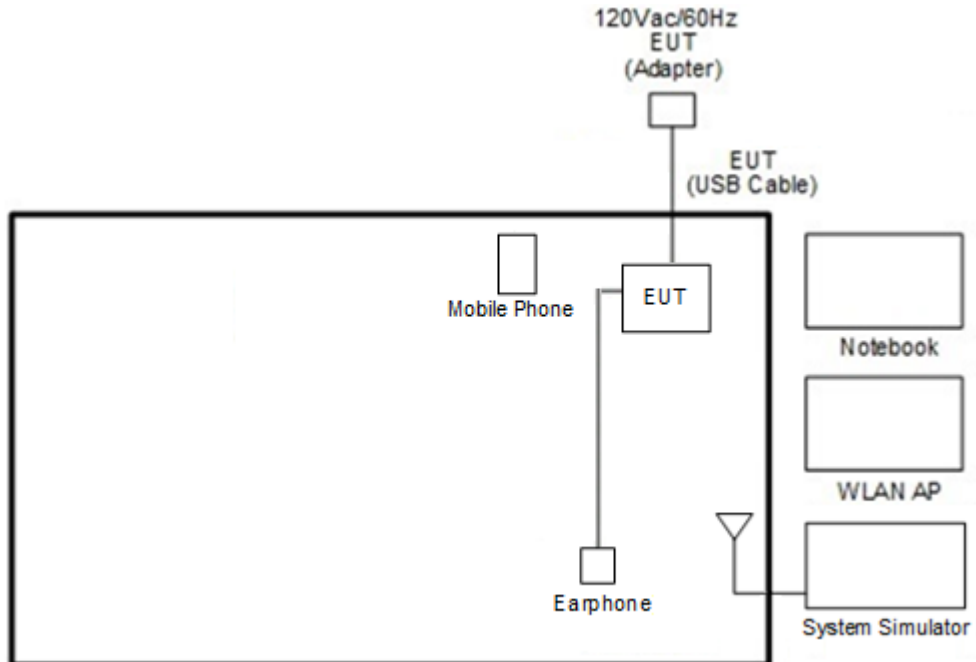 120Vac/60Hz
EUT
(Adapter)
EUT
(USB Cable)
Mobile Phone
EUT
Notebook
WLAN AP
Earphone
System Simulator